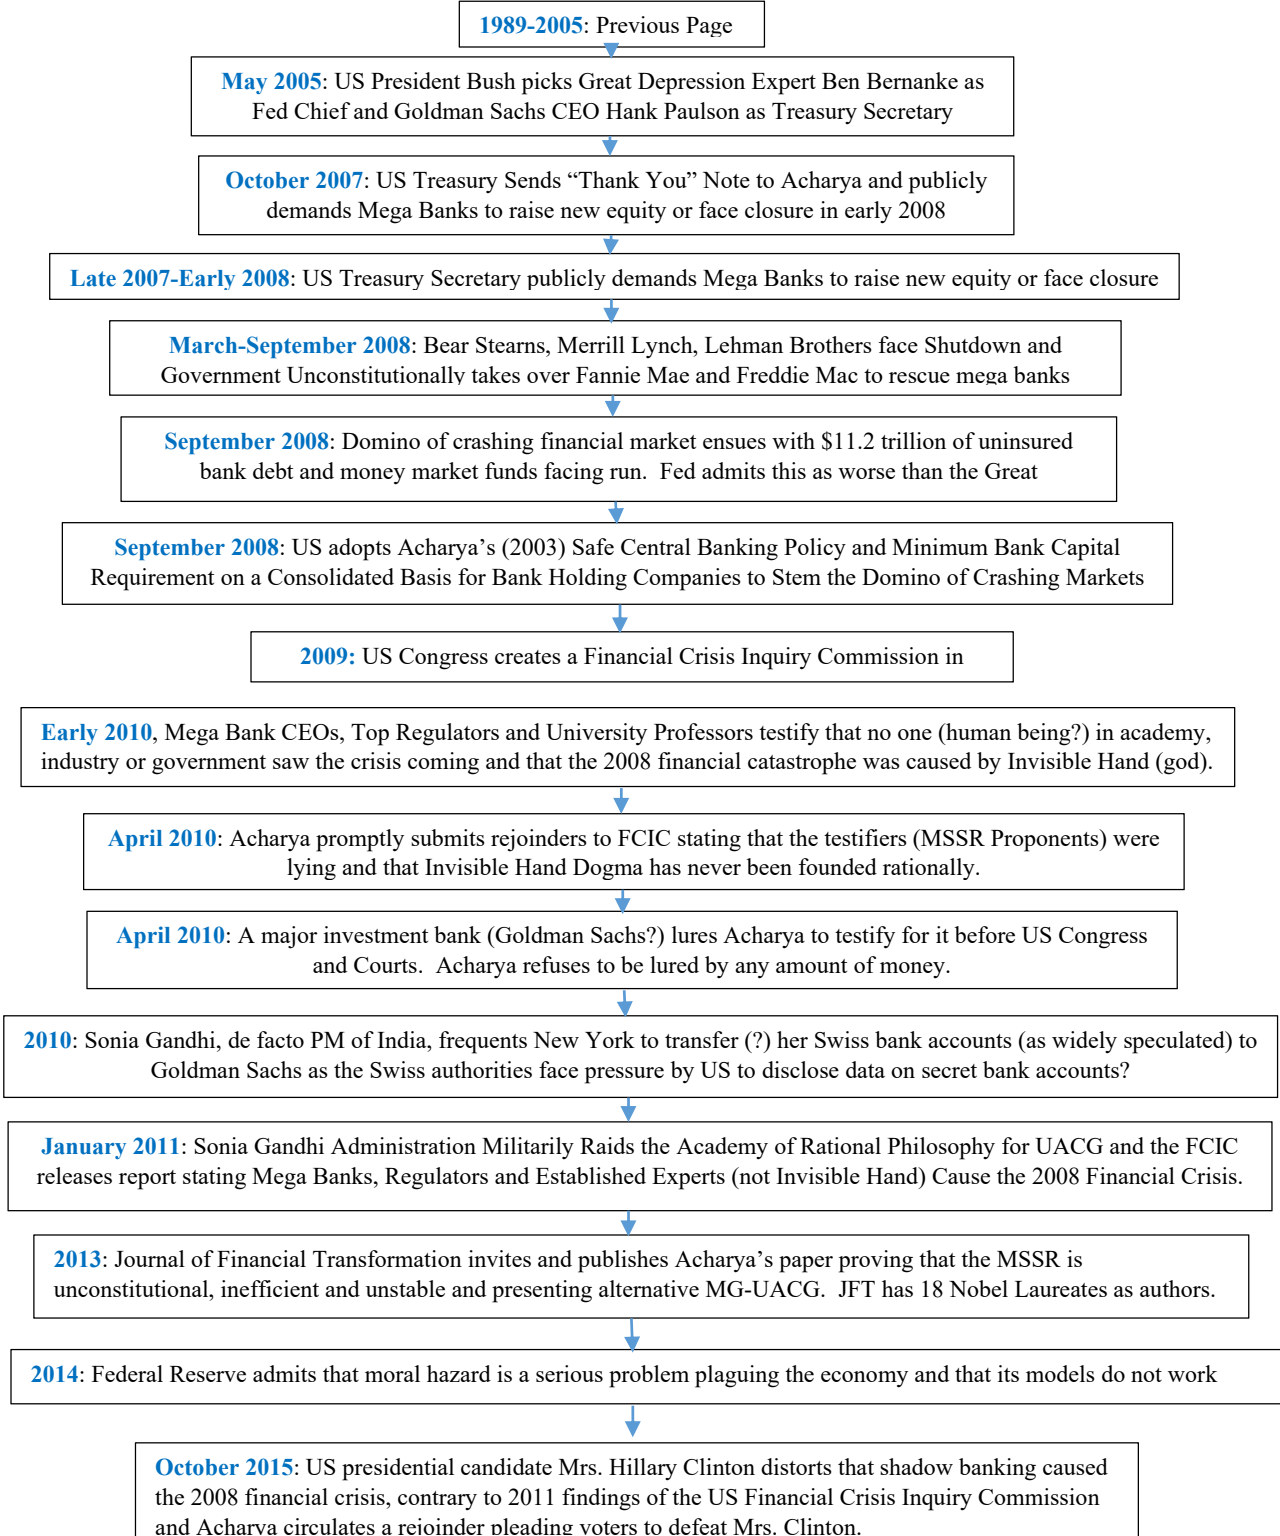 1989-2005: Previous Page
May 2005: US President Bush picks Great Depression Expert Ben Bernanke as
Fed Chief and Goldman Sachs CEO Hank Paulson as Treasury Secretary
October 2007: US Treasury Sends “Thank You” Note to Acharya and publicly
demands Mega Banks to raise new equity or face closure in early 2008
Late 2007-Early 2008: US Treasury Secretary publicly demands Mega Banks to raise new equity or face closure
March-September 2008: Bear Stearns, Merrill Lynch, Lehman Brothers face Shutdown and
Government Unconstitutionally takes over Fannie Mae and Freddie Mac to rescue mega banks
September 2008: Domino of crashing financial market ensues with $11.2 trillion of uninsured
bank debt and money market funds facing run.  Fed admits this as worse than the Great
September 2008: US adopts Acharya’s (2003) Safe Central Banking Policy and Minimum Bank Capital
Requirement on a Consolidated Basis for Bank Holding Companies to Stem the Domino of Crashing Markets
2009: US Congress creates a Financial Crisis Inquiry Commission in
Early 2010, Mega Bank CEOs, Top Regulators and University Professors testify that no one (human being?) in academy,
industry or government saw the crisis coming and that the 2008 financial catastrophe was caused by Invisible Hand (god).
April 2010: Acharya promptly submits rejoinders to FCIC stating that the testifiers (MSSR Proponents) were
lying and that Invisible Hand Dogma has never been founded rationally.
April 2010: A major investment bank (Goldman Sachs?) lures Acharya to testify for it before US Congress
and Courts.  Acharya refuses to be lured by any amount of money.
2010: Sonia Gandhi, de facto PM of India, frequents New York to transfer (?) her Swiss bank accounts (as widely speculated) to
Goldman Sachs as the Swiss authorities face pressure by US to disclose data on secret bank accounts?
January 2011: Sonia Gandhi Administration Militarily Raids the Academy of Rational Philosophy for UACG and the FCIC
releases report stating Mega Banks, Regulators and Established Experts (not Invisible Hand) Cause the 2008 Financial Crisis.
2013: Journal of Financial Transformation invites and publishes Acharya’s paper proving that the MSSR is
unconstitutional, inefficient and unstable and presenting alternative MG-UACG.  JFT has 18 Nobel Laureates as authors.
2014: Federal Reserve admits that moral hazard is a serious problem plaguing the economy and that its models do not work
October 2015: US presidential candidate Mrs. Hillary Clinton distorts that shadow banking caused
the 2008 financial crisis, contrary to 2011 findings of the US Financial Crisis Inquiry Commission
and Acharya circulates a rejoinder pleading voters to defeat Mrs. Clinton.